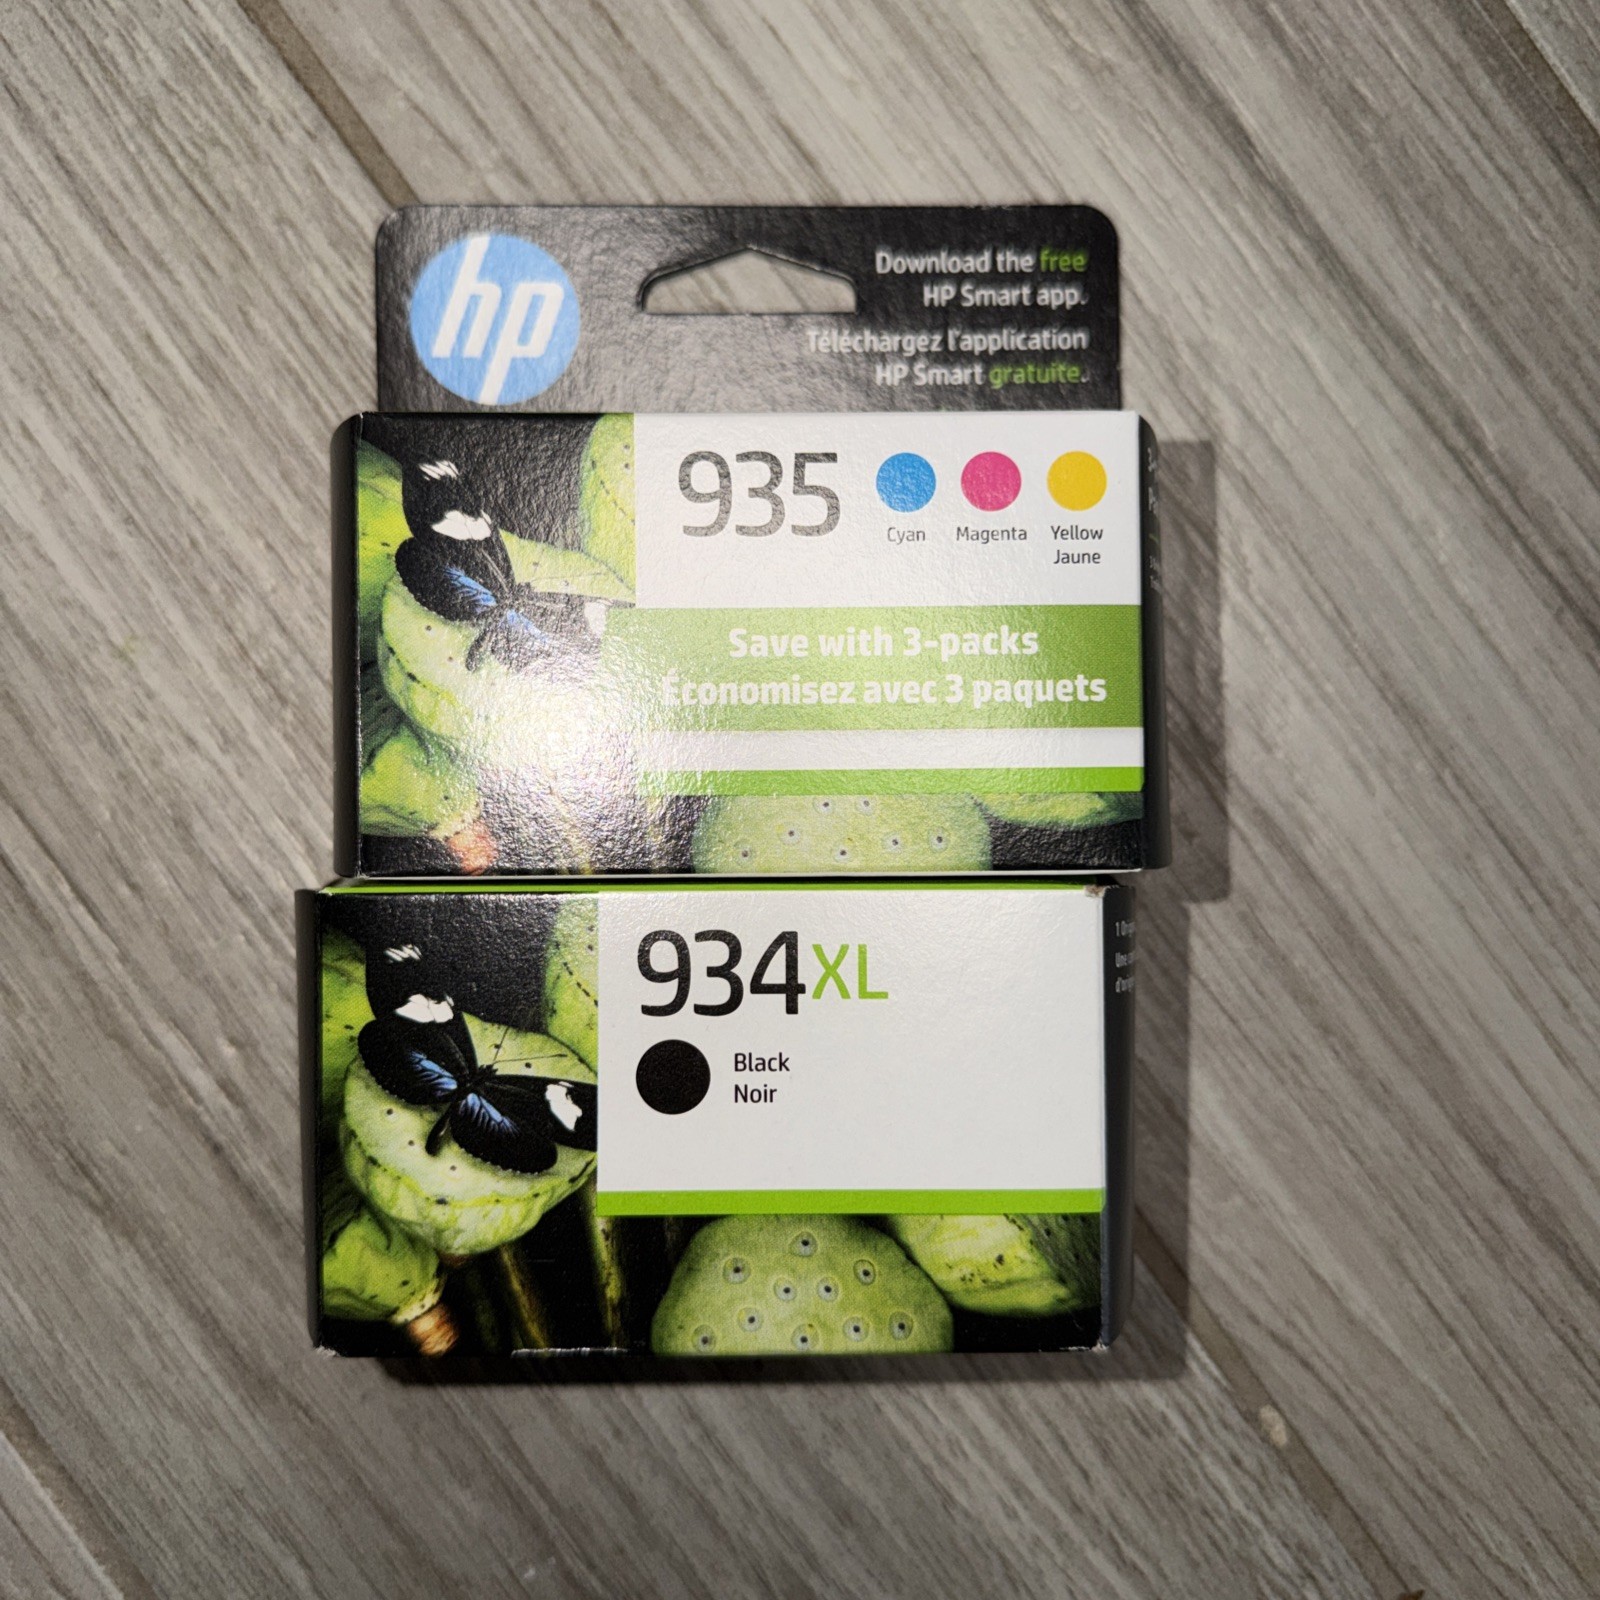 hp
Download the free
HP Smart app.
Téléchargez l'application
HP Smart gratuite.
935
Cyan
Magenta
Yellow
Jaune
Save with 3-packs
Économisez avec 3 paquets
934XL
Black
Noir